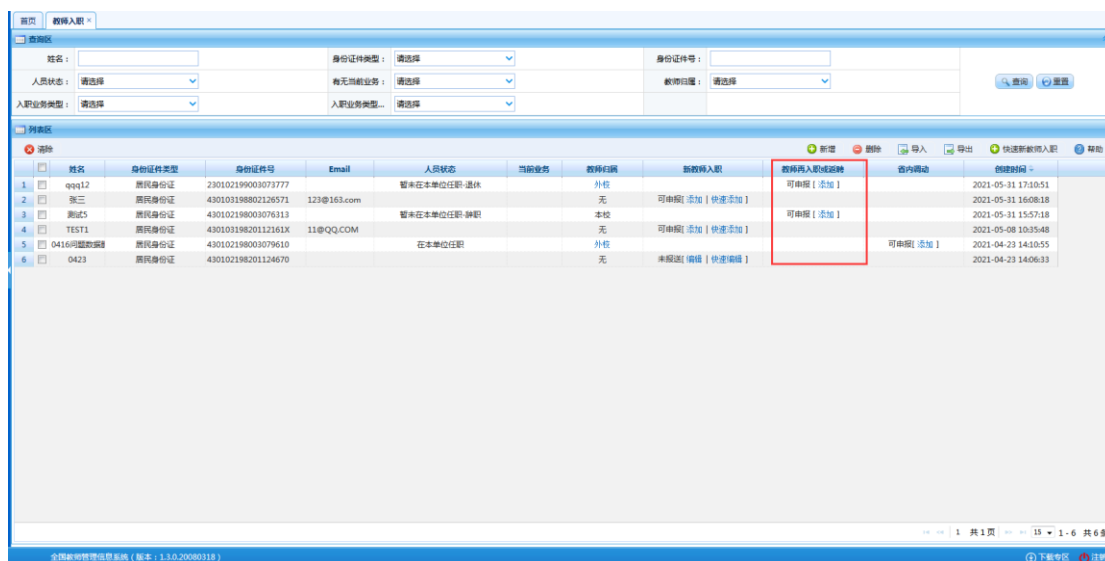 首页 教师入职 ×
查询区
姓名： 身份证件类型： 请选择 身份证件号：
人员状态： 请选择 有无当前业务： 请选择 教师归属： 请选择 查询 重置
入职业务类型： 请选择 入职业务类型... 请选择
列表区
清除 新增 删除 导入 导出 快速新教师入职 帮助
姓名 身份证件类型 身份证件号 Email 人员状态 当前业务 教师归属 新教师入职 教师再入职或返聘 省内调动 创建时间
1 qqq12 居民身份证 230102199003073777 暂未在本单位任职-退休 外校 可申报 [ 添加 ] 2021-05-31 17:10:51
2 张三 居民身份证 430103198802126571 123@163.com 无 可申报[ 添加 | 快速添加 ] 2021-05-31 16:08:18
3 测试5 居民身份证 430102198003076313 暂未在本单位任职-辞职 本校 可申报 [ 添加 ] 2021-05-31 15:57:18
4 TEST1 居民身份证 43010319820112161X 11@QQ.COM 无 可申报[ 添加 | 快速添加 ] 2021-05-08 10:35:48
5 0416问题数据 居民身份证 430102198003079610 在本单位任职 外校 可申报[ 添加 ] 2021-04-23 14:10:55
6 0423 居民身份证 430102198201124670 无 未报送[ 编辑 | 快速编辑 ] 2021-04-23 14:06:33
1 共1页 15 1 - 6 共6
全国教师管理信息系统（版本：1.3.0.20080318） 下载专区